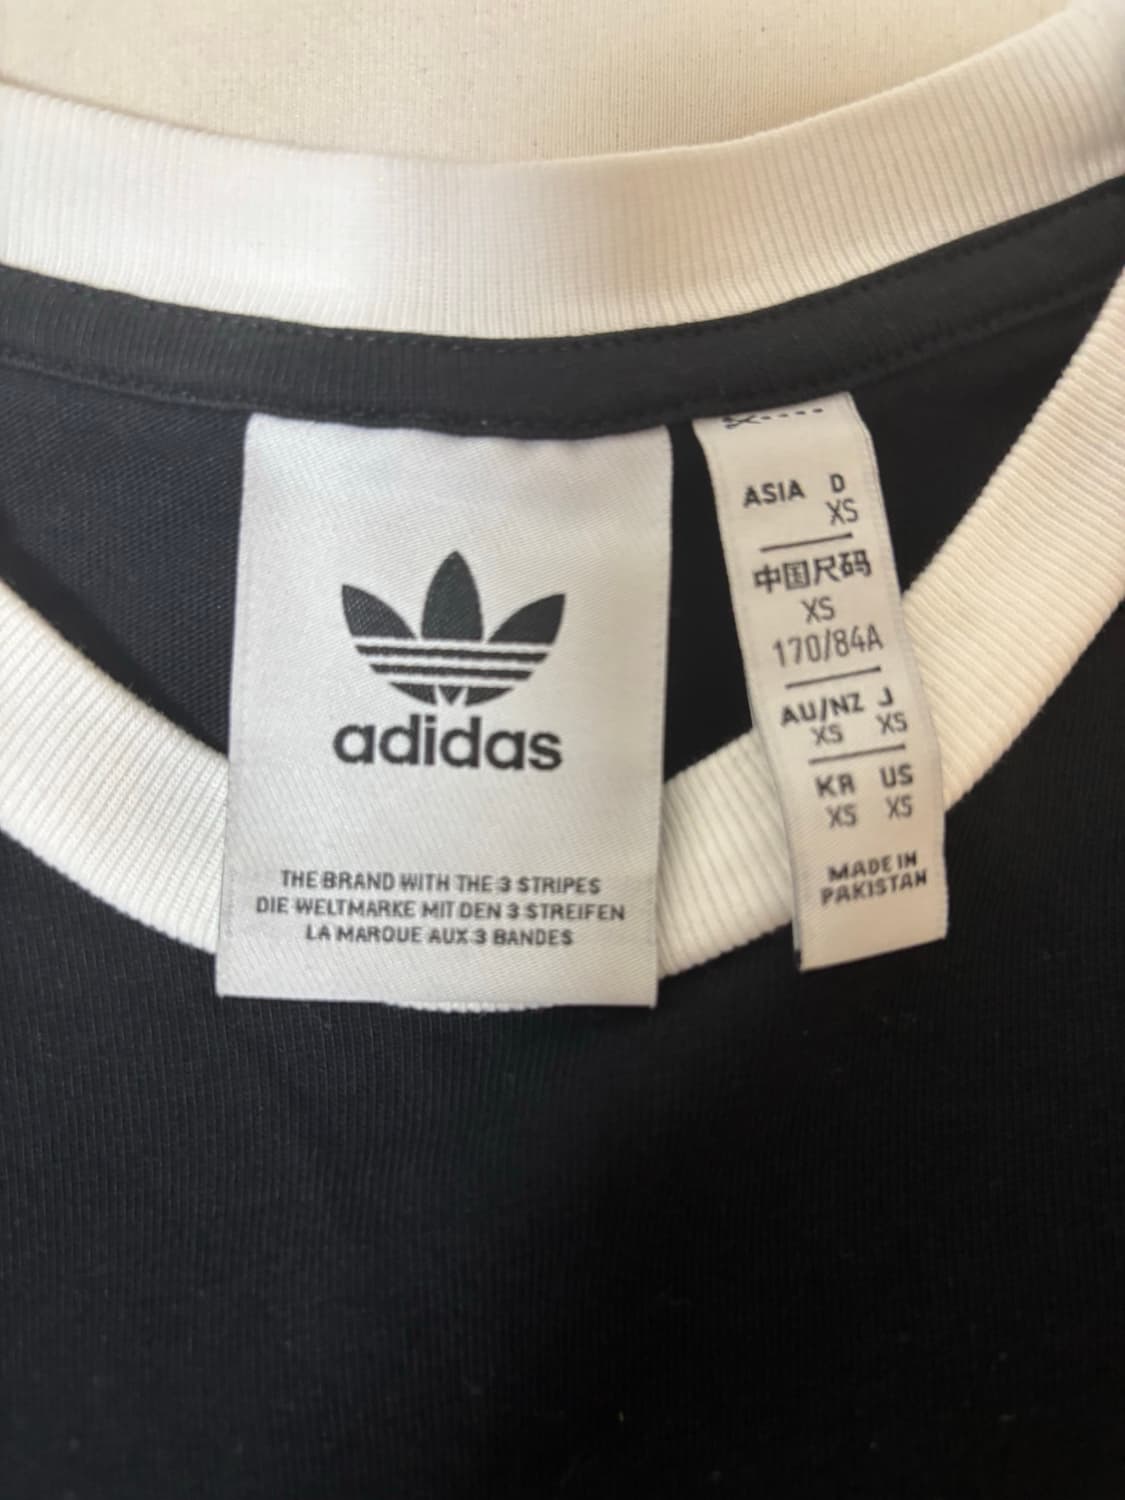 adidas
THE BRAND WITH THE 3 STRIPES
DIE WELTMARKE MIT DEN 3 STREIFEN
LA MARQUE AUX 3 BANDES
ASIA D
XS
中国尺码
XS
170/84A
AU/NZ J
XS XS
KR US
XS XS
MADE IN
PAKISTAN